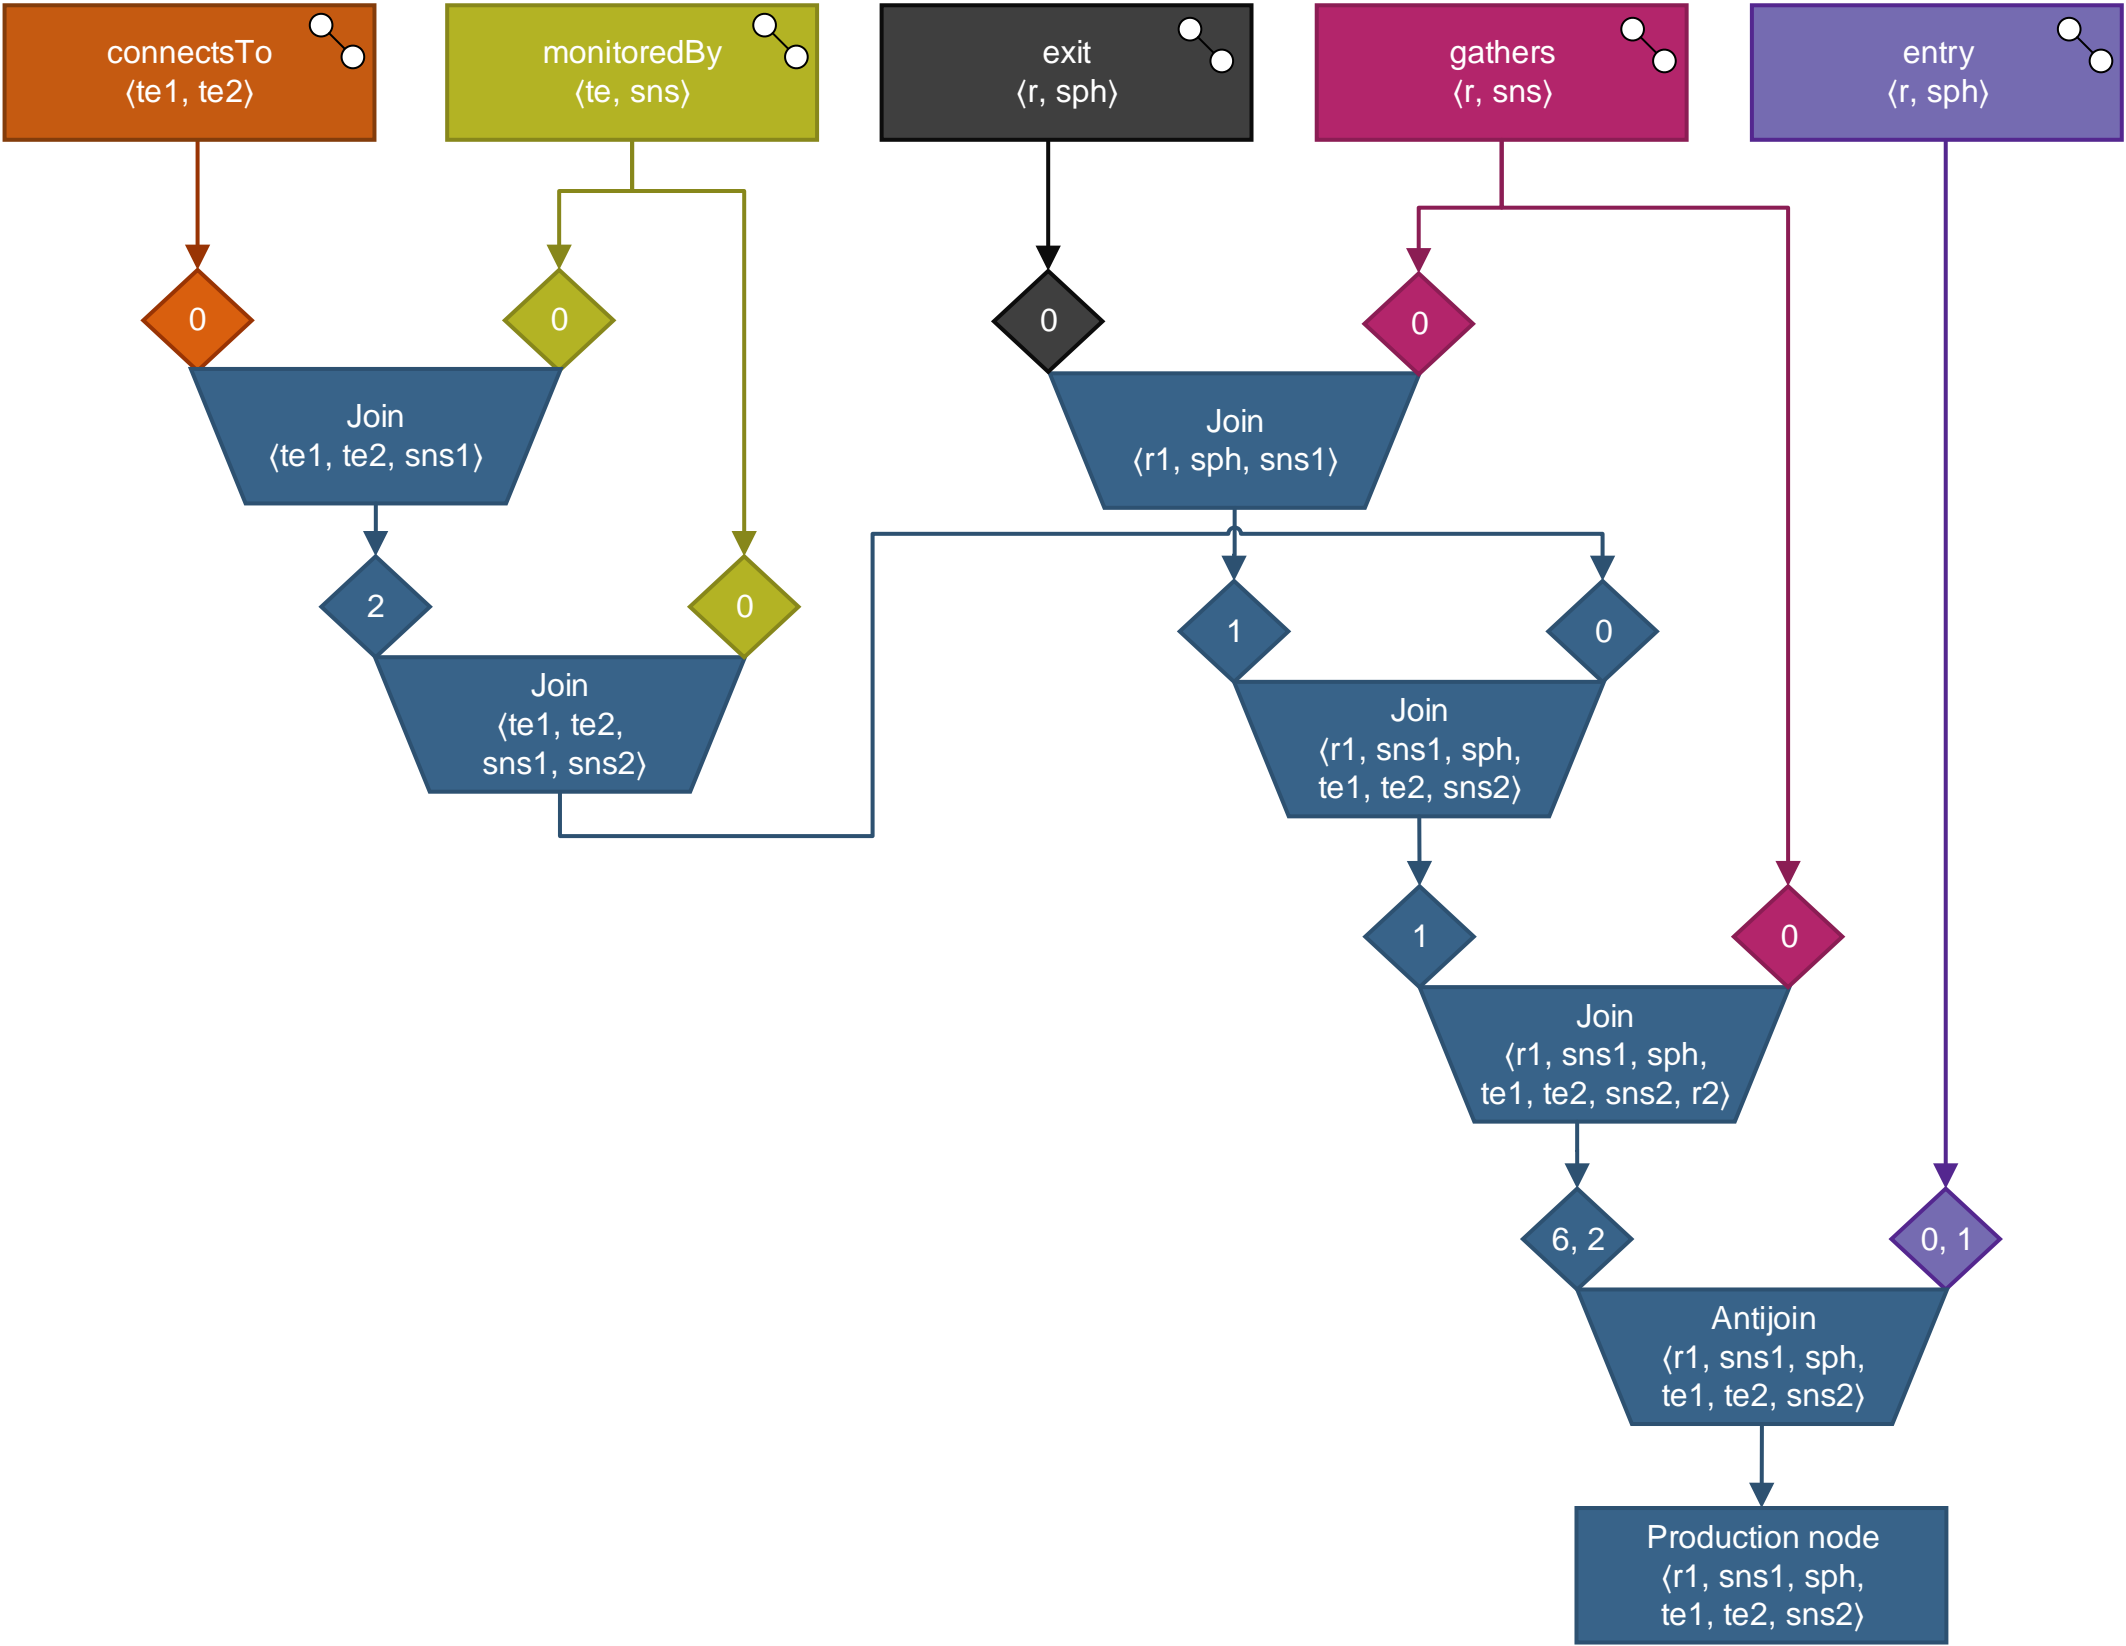 connectsTo
⟨te1, te2⟩
monitoredBy
⟨te, sns⟩
exit
⟨r, sph⟩
gathers
⟨r, sns⟩
entry
⟨r, sph⟩
0
0
0
0
Join
⟨te1, te2, sns1⟩
Join
⟨r1, sph, sns1⟩
2
0
1
0
Join
⟨te1, te2,
sns1, sns2⟩
Join
⟨r1, sns1, sph,
te1, te2, sns2⟩
1
0
Join
⟨r1, sns1, sph,
te1, te2, sns2, r2⟩
6, 2
0, 1
Antijoin
⟨r1, sns1, sph,
te1, te2, sns2⟩
Production node
⟨r1, sns1, sph,
te1, te2, sns2⟩